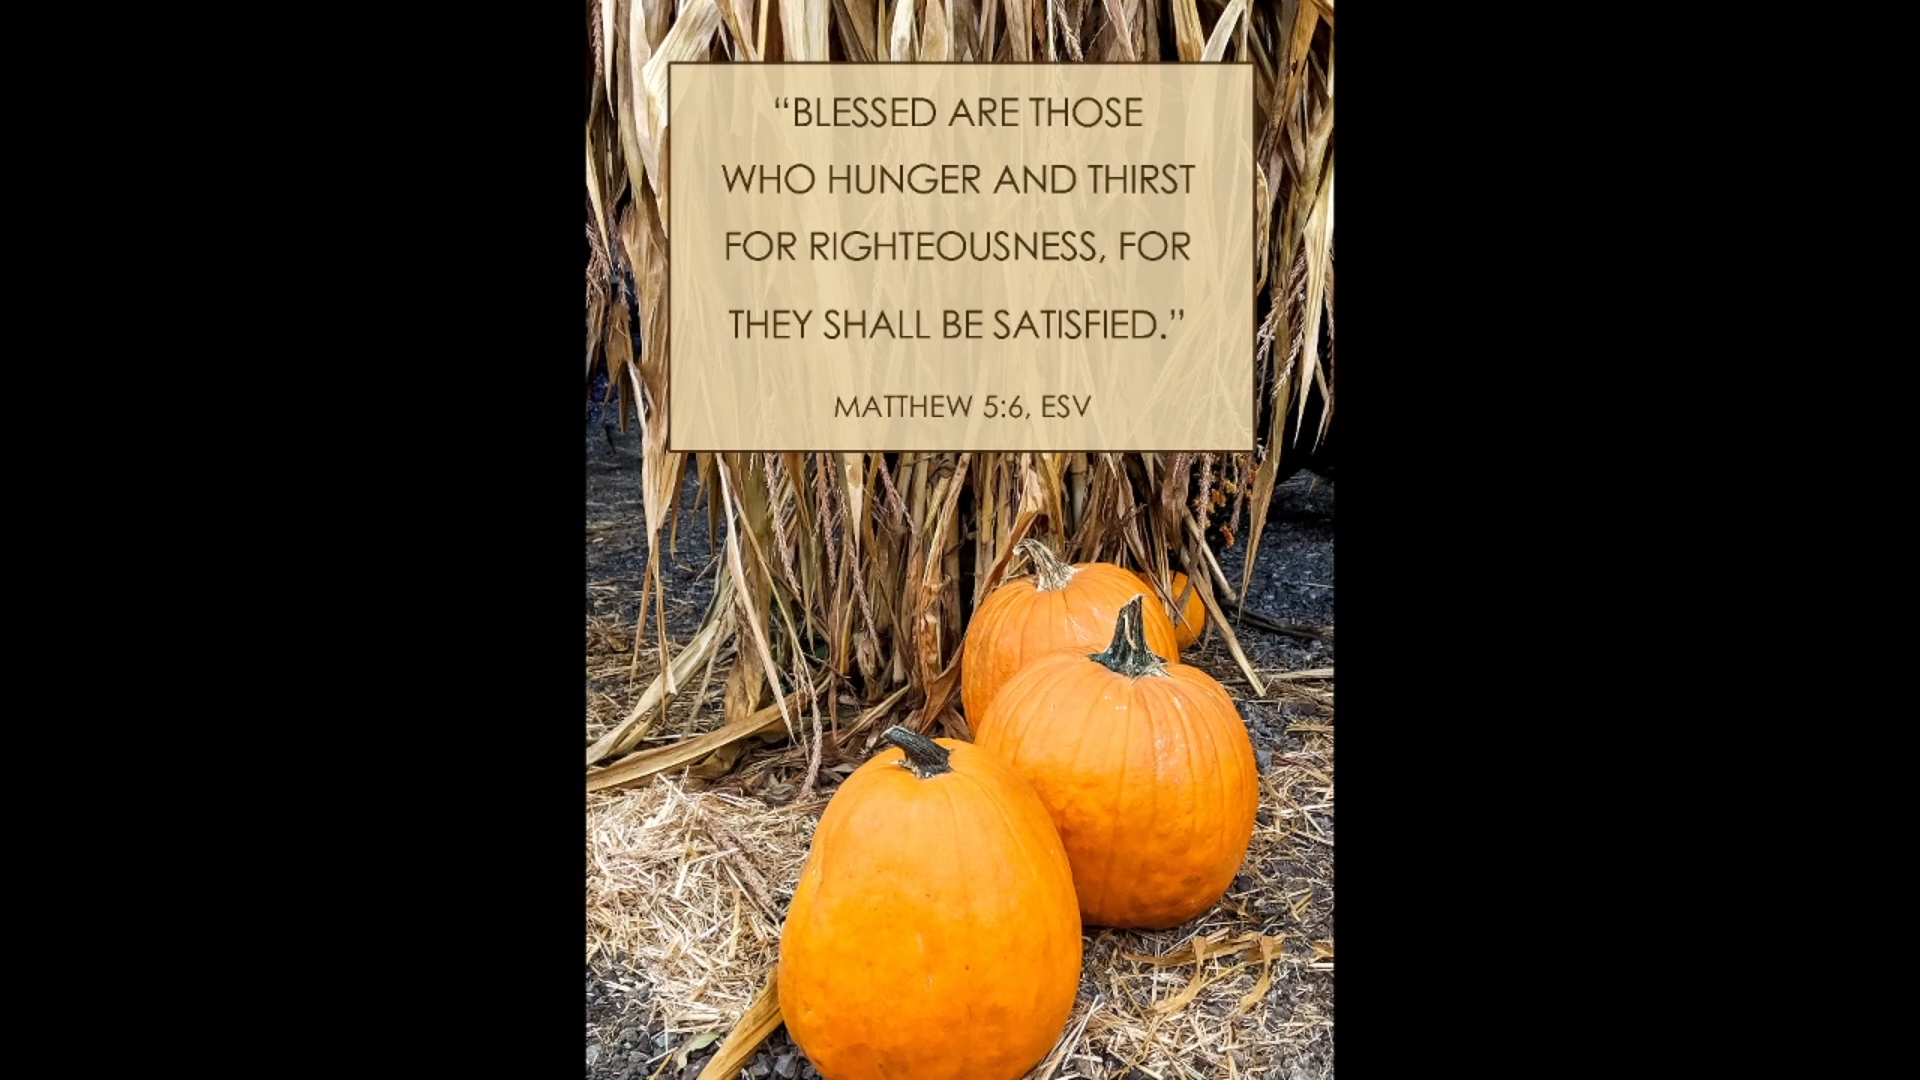 “BLESSED ARE THOSE
WHO HUNGER AND THIRST
FOR RIGHTEOUSNESS, FOR
THEY SHALL BE SATISFIED.”
MATTHEW 5:6, ESV